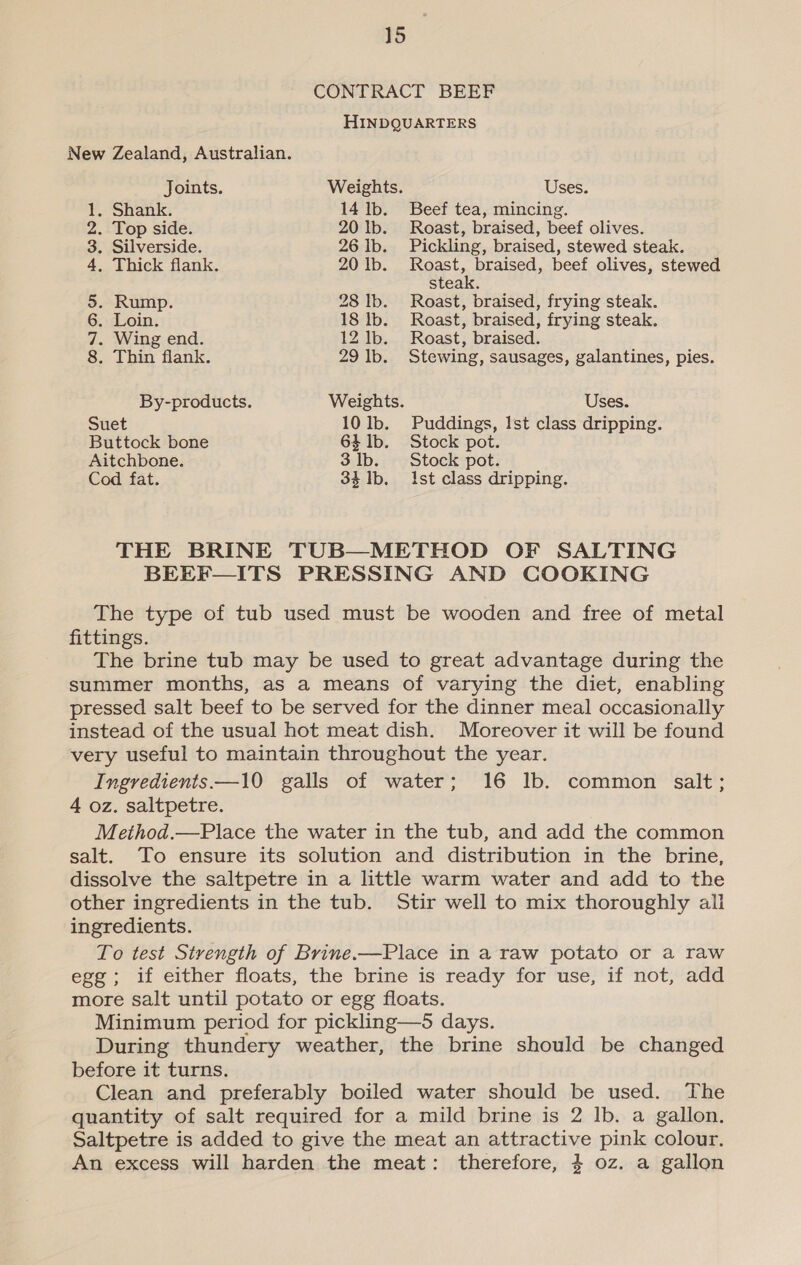 15
CONTRACT BEEF
HINDQUARTERS
New Zealand, Australian.
Joints. Weights. Uses.
1. Shank. 14 lb. Beef tea, mincing.
2. Top side. 20 lb. Roast, braised, beef olives.
3. Silverside. 26 lb. Pickling, braised, stewed steak.
4. Thick flank. 20 lb. Roast, braised, beef olives, stewed
steak.
5. Rump. 28 lb. Roast, braised, frying steak.
6. Loin. 18 lb. Roast, braised, frying steak.
7. Wing end. 12 lb. Roast, braised.
8. Thin flank. 29 lb. Stewing, sausages, galantines, pies.
By-products. Weights. Uses.
Suet 10 lb. Puddings, 1st class dripping.
Buttock bone 6½ lb. Stock pot.
Aitchbone. 3 lb. Stock pot.
Cod fat. 3½ lb. 1st class dripping.
THE BRINE TUB—METHOD OF SALTING
BEEF—ITS PRESSING AND COOKING
The type of tub used must be wooden and free of metal
fittings.
The brine tub may be used to great advantage during the
summer months, as a means of varying the diet, enabling
pressed salt beef to be served for the dinner meal occasionally
instead of the usual hot meat dish. Moreover it will be found
very useful to maintain throughout the year.
Ingredients.—10 galls of water; 16 lb. common salt;
4 oz. saltpetre.
Method.—Place the water in the tub, and add the common
salt. To ensure its solution and distribution in the brine,
dissolve the saltpetre in a little warm water and add to the
other ingredients in the tub. Stir well to mix thoroughly all
ingredients.
To test Strength of Brine.—Place in a raw potato or a raw
egg; if either floats, the brine is ready for use, if not, add
more salt until potato or egg floats.
Minimum period for pickling—5 days.
During thundery weather, the brine should be changed
before it turns.
Clean and preferably boiled water should be used. The
quantity of salt required for a mild brine is 2 lb. a gallon.
Saltpetre is added to give the meat an attractive pink colour.
An excess will harden the meat: therefore, oz. a gallon